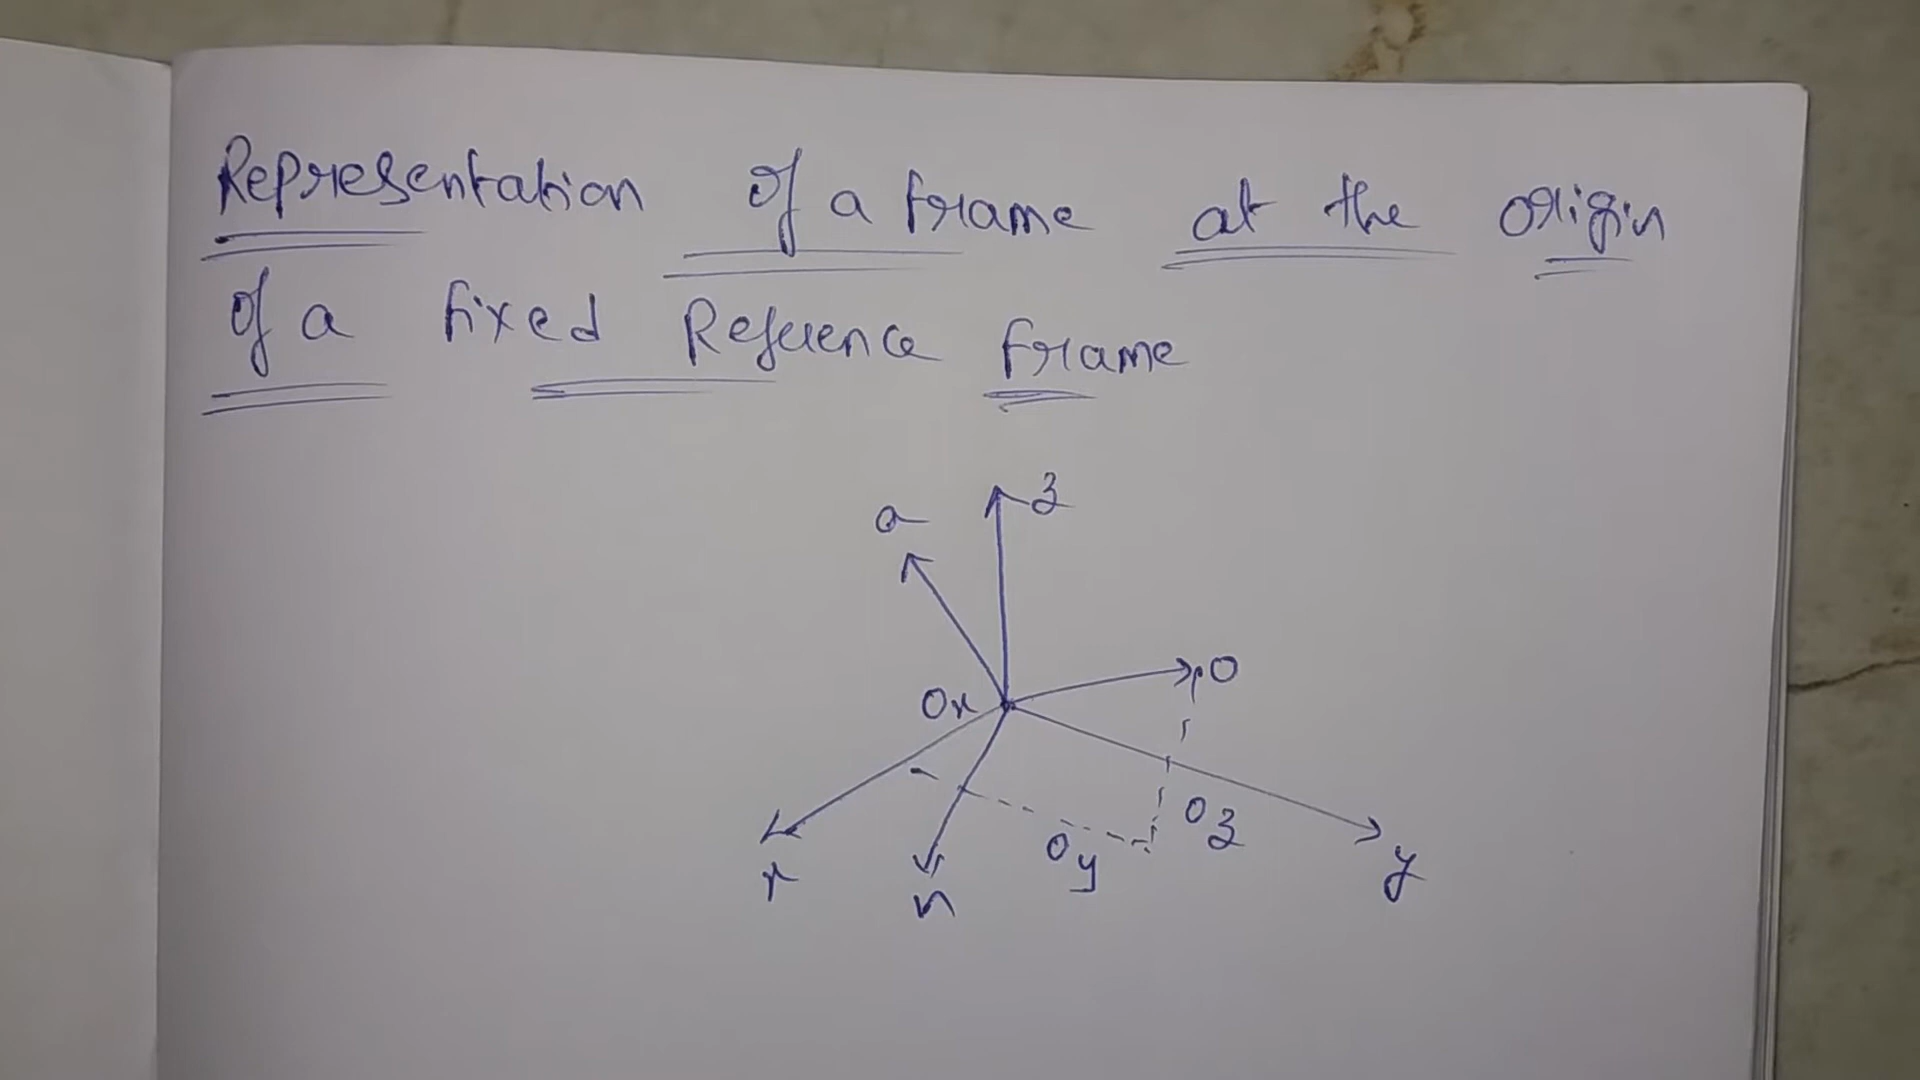 Representation of a frame at the origin
of a fixed Reference frame
z
a
o
Ox
Oz
Oy
x
n
y